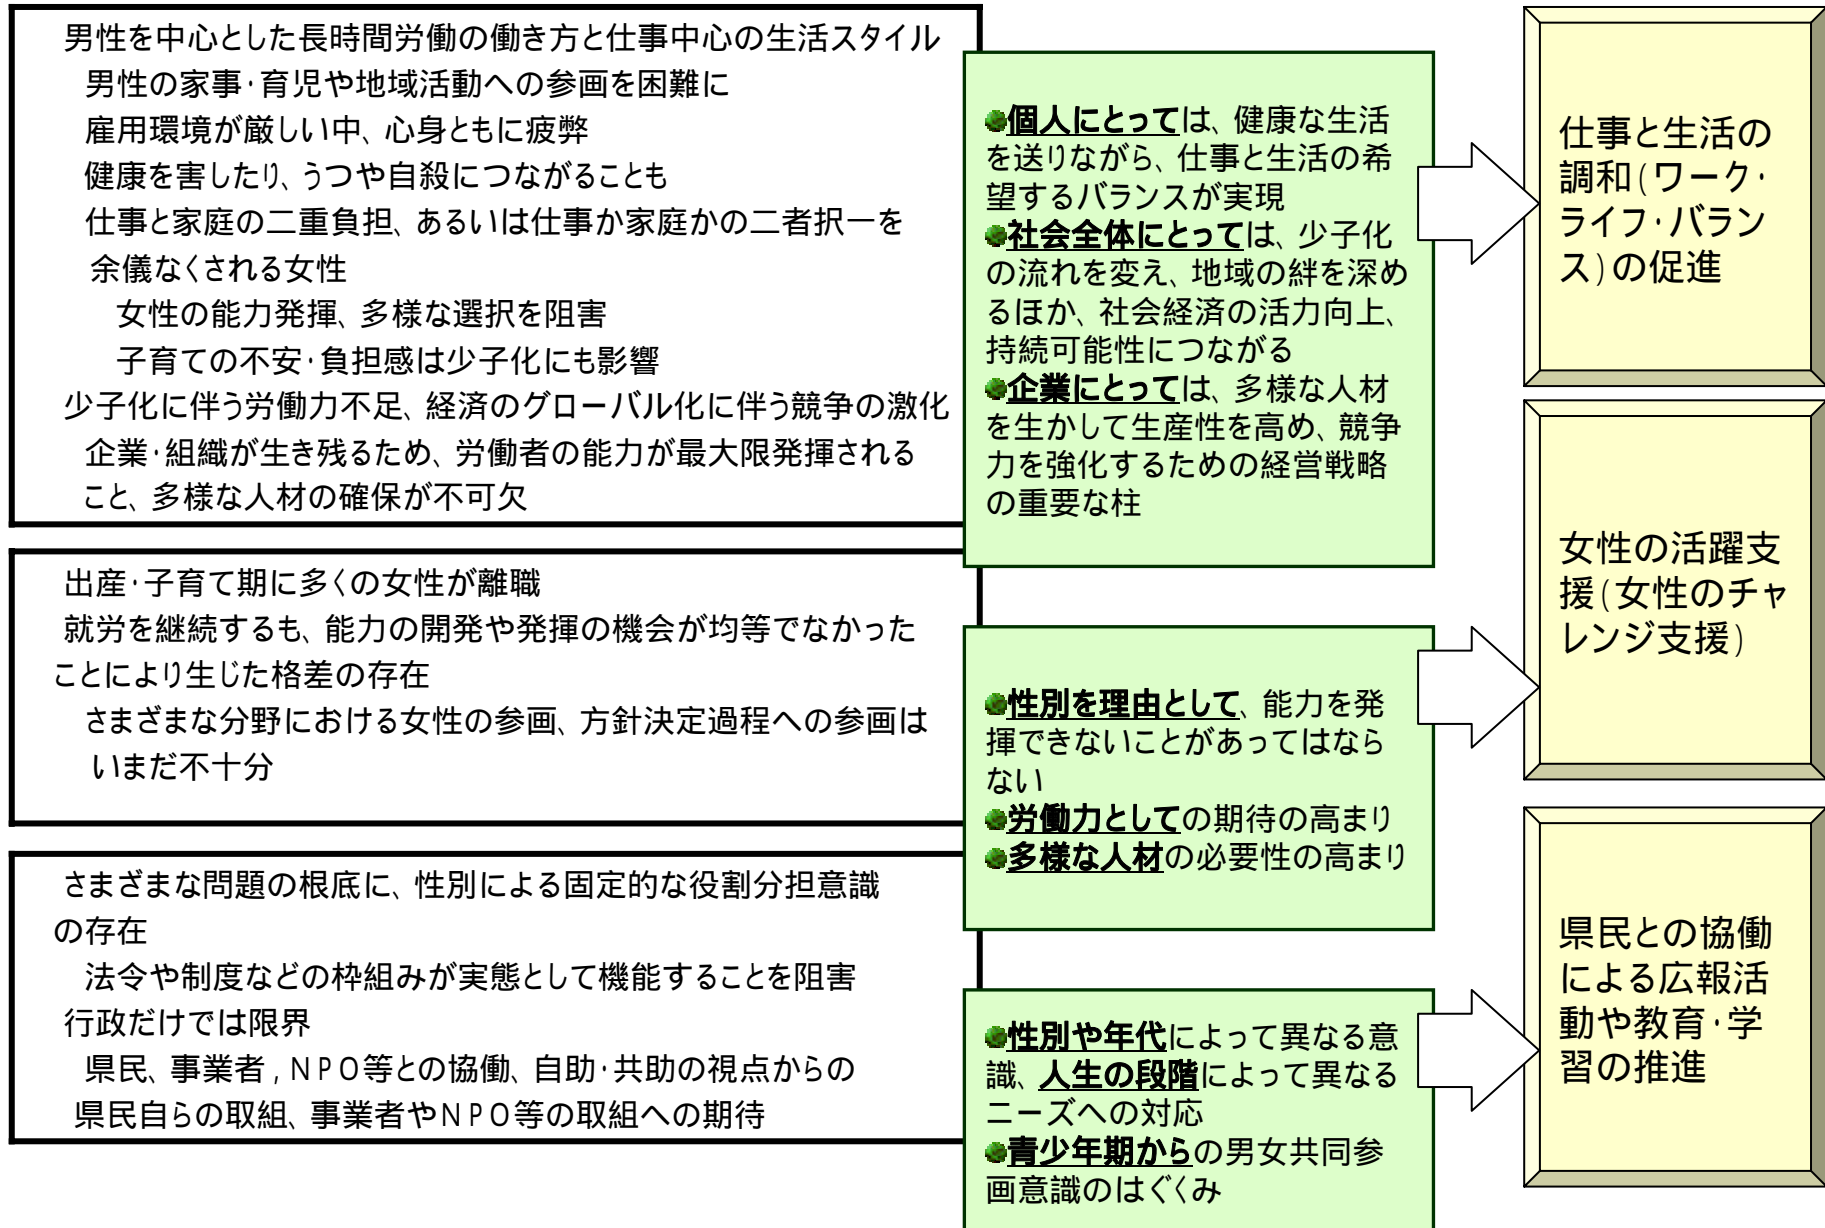 男性を中心とした長時間労働の働き方と仕事中心の生活スタイル
男性の家事・育児や地域活動への参画を困難に
雇用環境が厳しい中、心身ともに疲弊
健康を害したり、うつや自殺につながることも
仕事と家庭の二重負担、あるいは仕事か家庭かの二者択一を
余儀なくされる女性
女性の能力発揮、多様な選択を阻害
子育ての不安・負担感は少子化にも影響
少子化に伴う労働力不足、経済のグローバル化に伴う競争の激化
企業・組織が生き残るため、労働者の能力が最大限発揮される
こと、多様な人材の確保が不可欠
●個人にとっては、健康な生活
を送りながら、仕事と生活の希
望するバランスが実現
●社会全体にとっては、少子化
の流れを変え、地域の絆を深め
るほか、社会経済の活力向上、
持続可能性につながる
●企業にとっては、多様な人材
を生かして生産性を高め、競争
力を強化するための経営戦略
の重要な柱
仕事と生活の
調和(ワーク・
ライフ・バラン
ス)の促進
出産・子育て期に多くの女性が離職
就労を継続するも、能力の開発や発揮の機会が均等でなかった
ことにより生じた格差の存在
さまざまな分野における女性の参画、方針決定過程への参画は
いまだ不十分
●性別を理由として、能力を発
揮できないことがあってはなら
ない
●労働力としての期待の高まり
●多様な人材の必要性の高まり
女性の活躍支
援(女性のチャ
レンジ支援)
さまざまな問題の根底に、性別による固定的な役割分担意識
の存在
法令や制度などの枠組みが実態として機能することを阻害
行政だけでは限界
県民、事業者,NPO等との協働、自助・共助の視点からの
県民自らの取組、事業者やNPO等の取組への期待
●性別や年代によって異なる意
識、人生の段階によって異なる
ニーズへの対応
●青少年期からの男女共同参
画意識のはぐくみ
県民との協働
による広報活
動や教育・学
習の推進